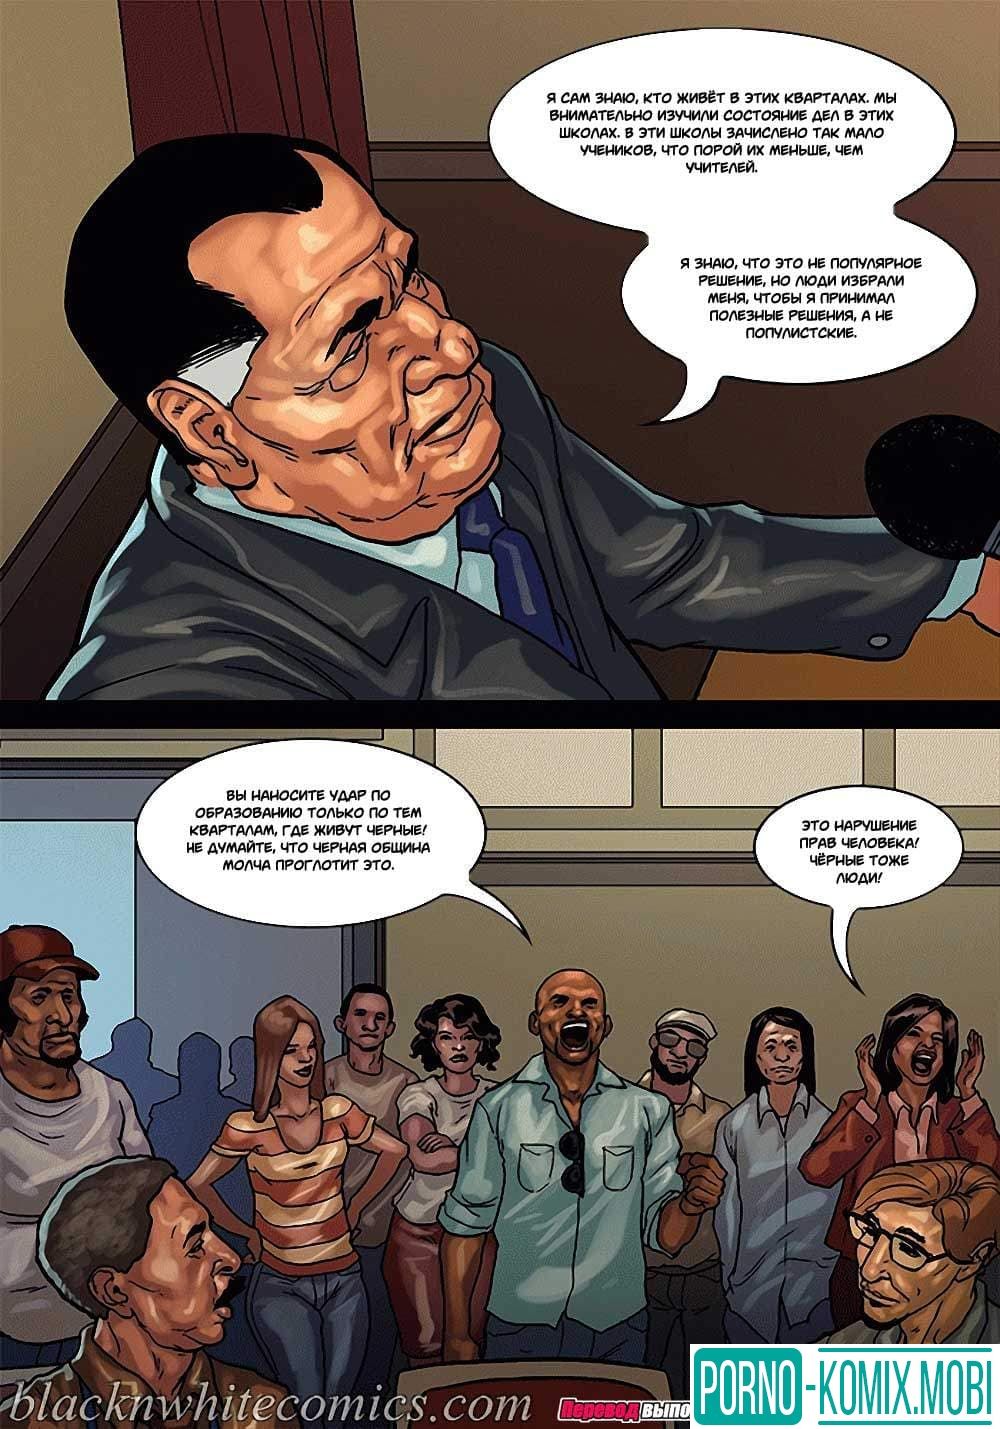 Я САМ ЗНАЮ, КТО ЖИВЁТ В ЭТИХ КВАРТАЛАХ. МЫ
ВНИМАТЕЛЬНО ИЗУЧИЛИ СОСТОЯНИЕ ДЕЛ В ЭТИХ
ШКОЛАХ. В ЭТИ ШКОЛЫ ЗАЧИСЛЕНО ТАК МАЛО
УЧЕНИКОВ, ЧТО ПОРОЙ ИХ МЕНЬШЕ, ЧЕМ
УЧИТЕЛЕЙ.
Я ЗНАЮ, ЧТО ЭТО НЕ ПОПУЛЯРНОЕ
РЕШЕНИЕ, НО ЛЮДИ ИЗБРАЛИ
МЕНЯ, ЧТОБЫ Я ПРИНИМАЛ
ПОЛЕЗНЫЕ РЕШЕНИЯ, А НЕ
ПОПУЛИСТСКИЕ.
ВЫ НАНОСИТЕ УДАР ПО
ОБРАЗОВАНИЮ ТОЛЬКО ПО ТЕМ
КВАРТАЛАМ, ГДЕ ЖИВУТ ЧЕРНЫЕ!
НЕ ДУМАЙТЕ, ЧТО ЧЕРНАЯ ОБЩИНА
МОЛЧА ПРОГЛОТИТ ЭТО.
ЭТО НАРУШЕНИЕ
ПРАВ ЧЕЛОВЕКА!
ЧЁРНЫЕ ТОЖЕ
ЛЮДИ!
blacknwhitecomics.com
Перевод выпо
PORNO-KOMIX.MOBI